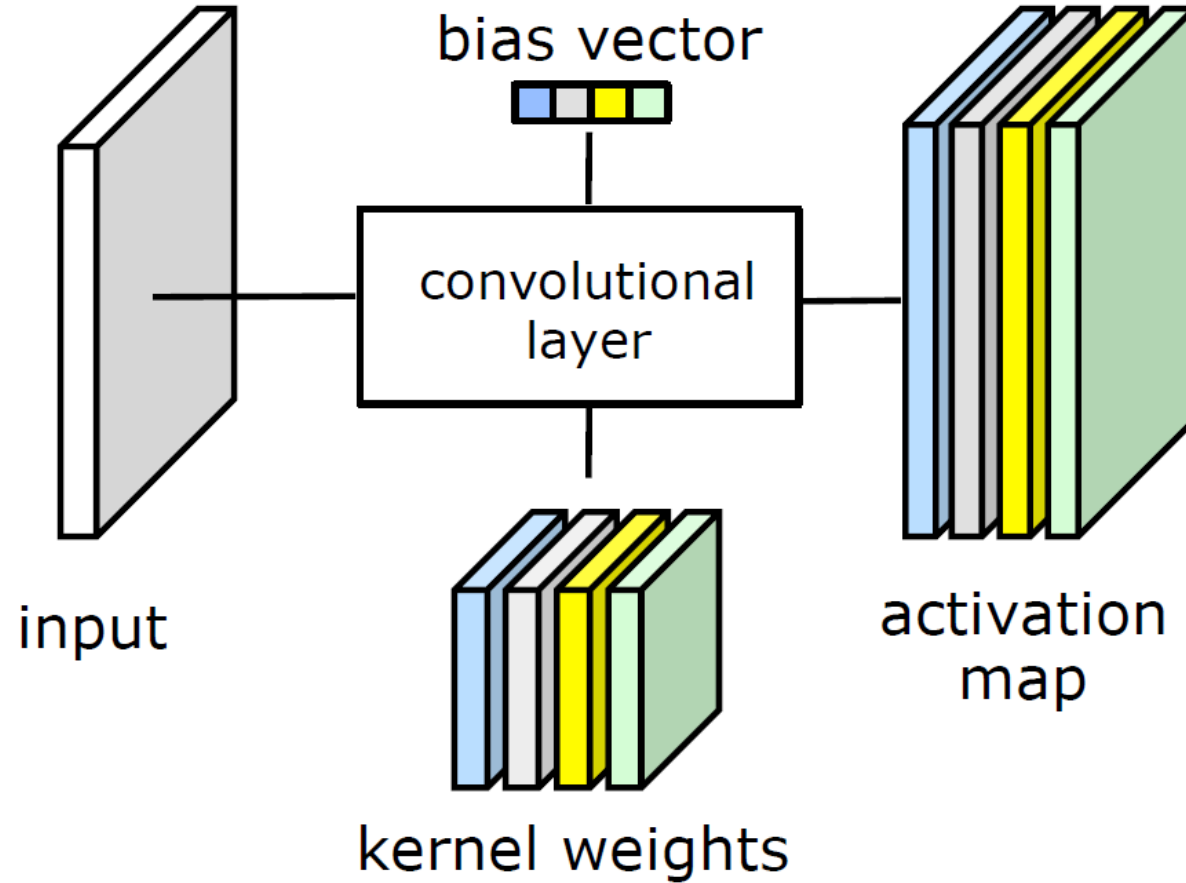 bias vector
convolutional
layer
input
activation
map
kernel weights